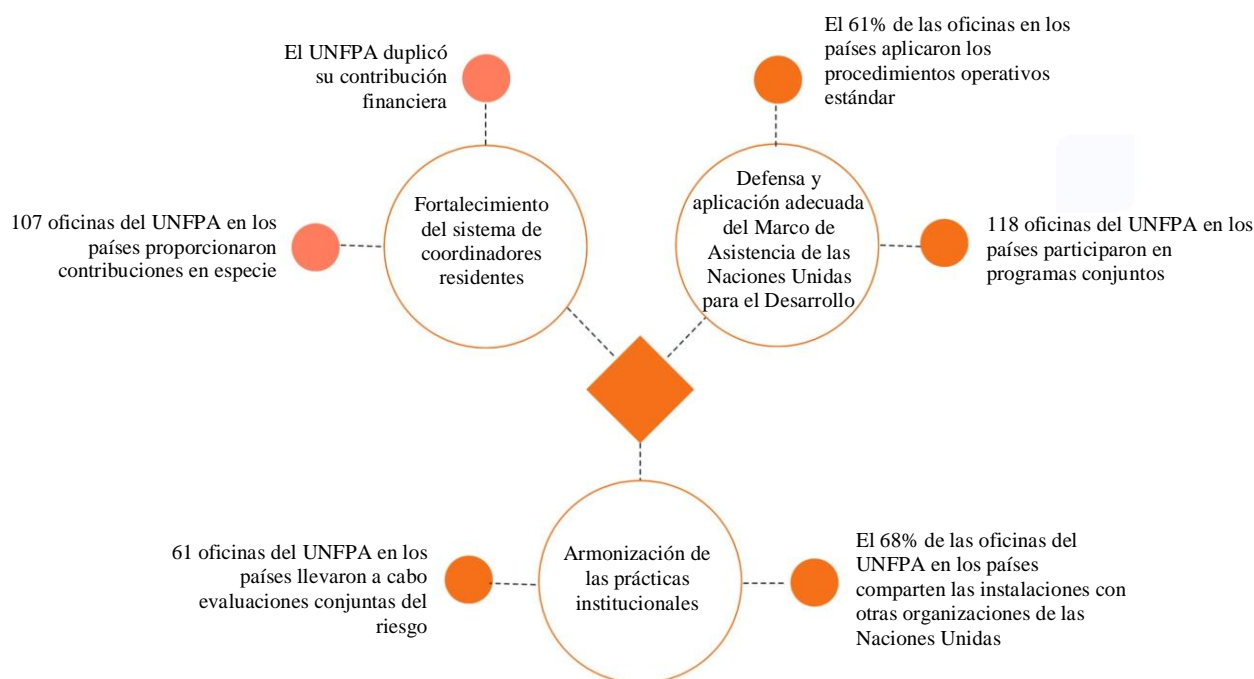 El UNFPA duplicó
su contribución
financiera
El 61% de las oficinas en los
países aplicaron los
procedimientos operativos
estándar
107 oficinas del UNFPA en los
países proporcionaron
contribuciones en especie
Fortalecimiento
del sistema de
coordinadores
residentes
Defensa y
aplicación adecuada
del Marco de
Asistencia de las
Naciones Unidas
para el Desarrollo
118 oficinas del UNFPA en los
países participaron en
programas conjuntos
61 oficinas del UNFPA en los
países llevaron a cabo
evaluaciones conjuntas del
riesgo
Armonización de
las prácticas
institucionales
El 68% de las oficinas del
UNFPA en los países
comparten las instalaciones con
otras organizaciones de las
Naciones Unidas